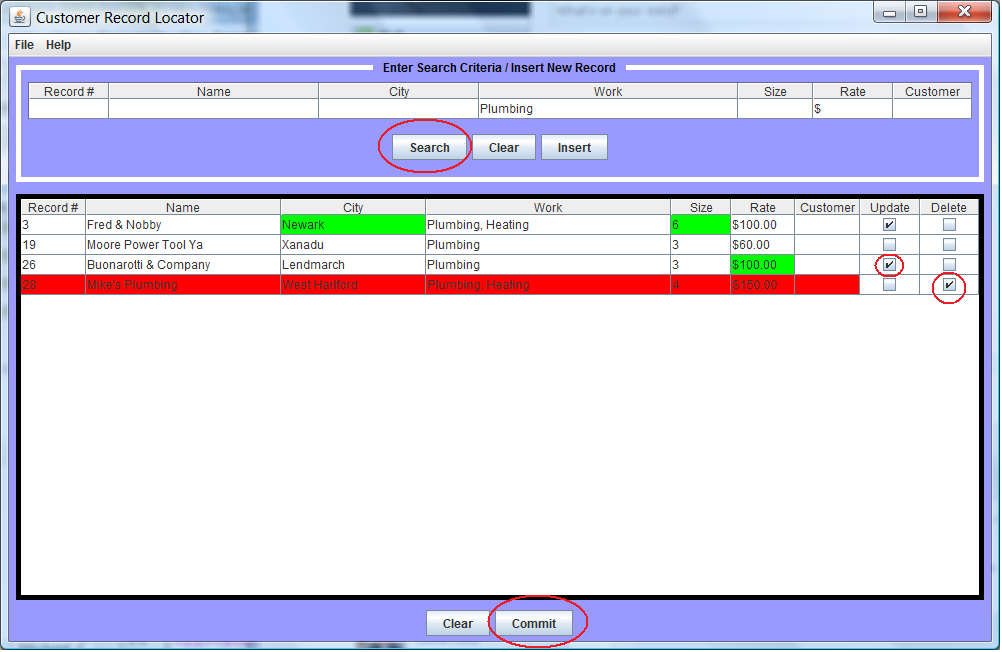 Customer Record Locator
File Help
Enter Search Criteria / Insert New Record
Record # Name City Work Size Rate Customer
Plumbing $
Search Clear Insert
Record # Name City Work Size Rate Customer Update Delete
3 Fred & Nobby Newark Plumbing, Heating 6 $100.00
19 Moore Power Tool Ya Xanadu Plumbing 3 $60.00
26 Buonarotti & Company Lendmarch Plumbing 3 $100.00
28 Mike's Plumbing West Hartford Plumbing, Heating 4 $150.00
Clear Commit